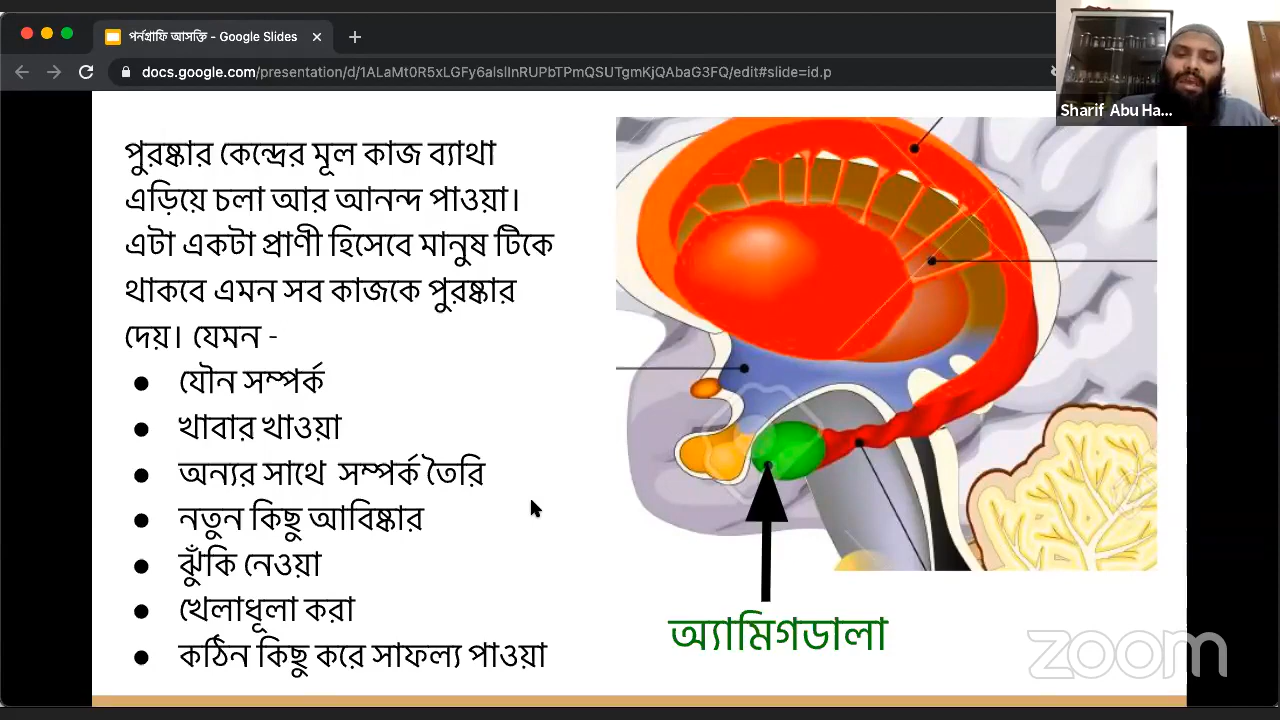 পর্নগ্রাফি আসক্তি - Google Slides
docs.google.com/presentation/d/1ALaMt0R5xLGFy6alsIlnRUPbTPmQSUTgmKjQAbaG3FQ/edit#slide=id.p
Sharif Abu Ha...
পুরষ্কার কেন্দ্রের মূল কাজ ব্যাথা
এড়িয়ে চলা আর আনন্দ পাওয়া।
এটা একটা প্রাণী হিসেবে মানুষ টিকে
থাকবে এমন সব কাজকে পুরষ্কার
দেয়। যেমন -
● যৌন সম্পর্ক
● খাবার খাওয়া
● অন্যর সাথে সম্পর্ক তৈরি
● নতুন কিছু আবিষ্কার
● ঝুঁকি নেওয়া
● খেলাধূলা করা
● কঠিন কিছু করে সাফল্য পাওয়া
অ্যামিগডালা
zoom